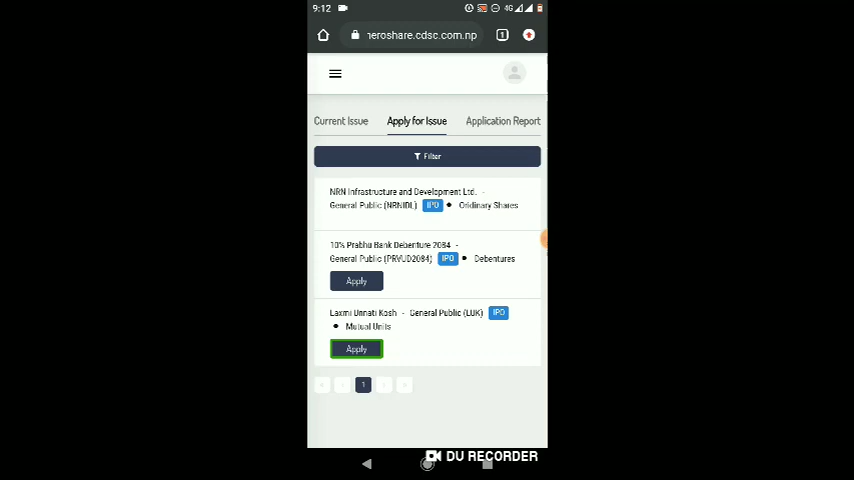 9:12
4G
neroshare.cdsc.com.np
1
Current Issue
Apply for Issue
Application Report
Filter
NRN Infrastructure and Development Ltd. -
General Public (NRNIDL) IPO • Oridinary Shares
10% Prabhu Bank Debenture 2084 -
General Public (PRVUD2084) IPO • Debentures
Apply
Laxmi Unnati Kosh - General Public (LUK) IPO
• Mutual Units
Apply
1
DU RECORDER